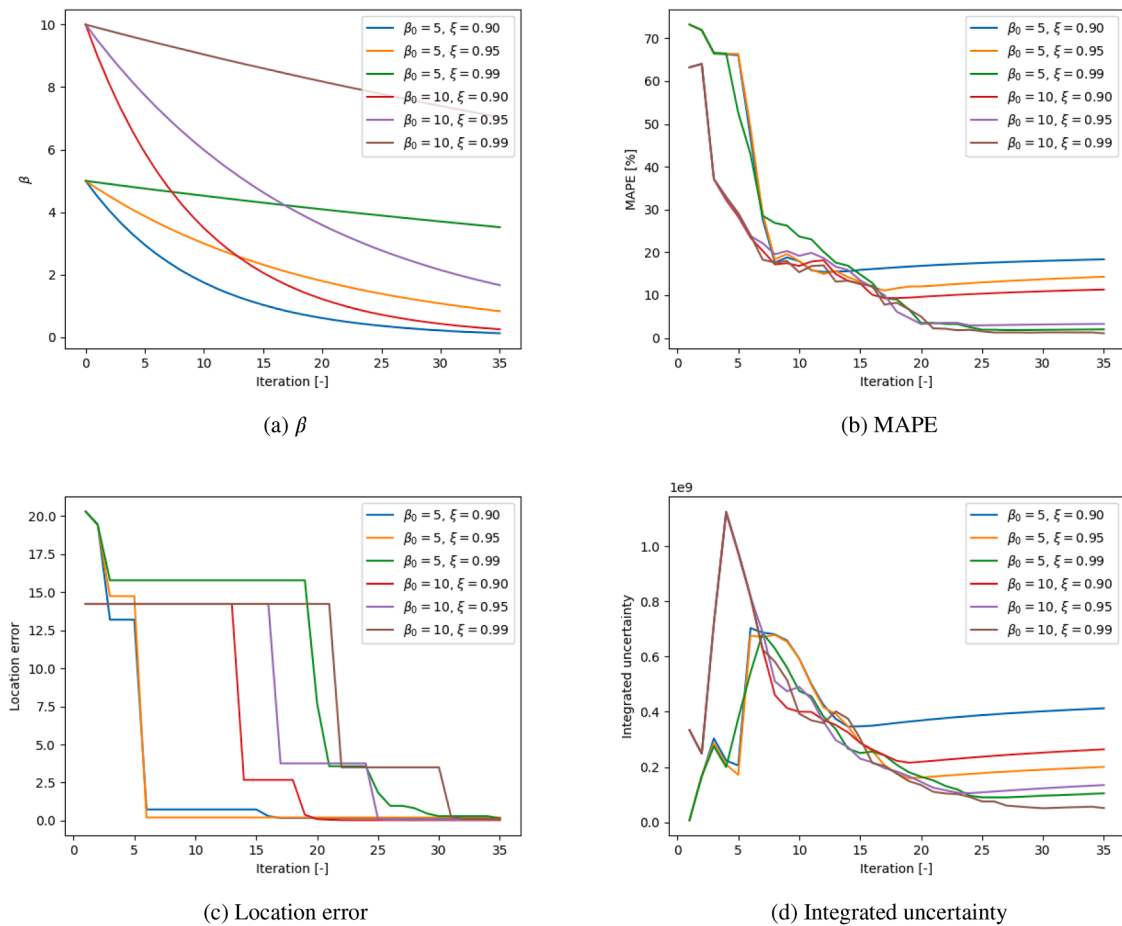 10
8
6
4
2
0
β
0 5 10 15 20 25 30 35
Iteration [-]
β₀ = 5, ξ = 0.90
β₀ = 5, ξ = 0.95
β₀ = 5, ξ = 0.99
β₀ = 10, ξ = 0.90
β₀ = 10, ξ = 0.95
β₀ = 10, ξ = 0.99
(a) β
70
60
50
40
30
20
10
0
MAPE [%]
0 5 10 15 20 25 30 35
Iteration [-]
β₀ = 5, ξ = 0.90
β₀ = 5, ξ = 0.95
β₀ = 5, ξ = 0.99
β₀ = 10, ξ = 0.90
β₀ = 10, ξ = 0.95
β₀ = 10, ξ = 0.99
(b) MAPE
20.0
17.5
15.0
12.5
10.0
7.5
5.0
2.5
0.0
Location error
0 5 10 15 20 25 30 35
Iteration [-]
β₀ = 5, ξ = 0.90
β₀ = 5, ξ = 0.95
β₀ = 5, ξ = 0.99
β₀ = 10, ξ = 0.90
β₀ = 10, ξ = 0.95
β₀ = 10, ξ = 0.99
(c) Location error
1e9
1.0
0.8
0.6
0.4
0.2
0.0
Integrated uncertainty
0 5 10 15 20 25 30 35
Iteration [-]
β₀ = 5, ξ = 0.90
β₀ = 5, ξ = 0.95
β₀ = 5, ξ = 0.99
β₀ = 10, ξ = 0.90
β₀ = 10, ξ = 0.95
β₀ = 10, ξ = 0.99
(d) Integrated uncertainty